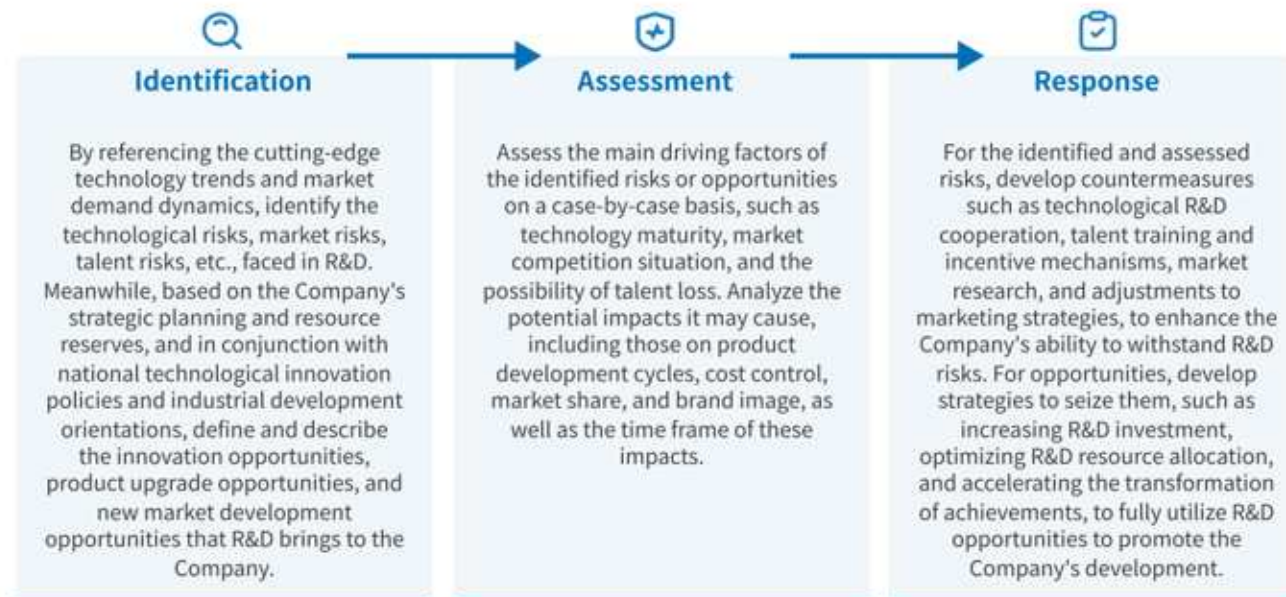 Identification
By referencing the cutting-edge
technology trends and market
demand dynamics, identify the
technological risks, market risks,
talent risks, etc., faced in R&D.
Meanwhile, based on the Company's
strategic planning and resource
reserves, and in conjunction with
national technological innovation
policies and industrial development
orientations, define and describe
the innovation opportunities,
product upgrade opportunities, and
new market development
opportunities that R&D brings to the
Company.
Assessment
Assess the main driving factors of
the identified risks or opportunities
on a case-by-case basis, such as
technology maturity, market
competition situation, and the
possibility of talent loss. Analyze the
potential impacts it may cause,
including those on product
development cycles, cost control,
market share, and brand image, as
well as the time frame of these
impacts.
Response
For the identified and assessed
risks, develop countermeasures
such as technological R&D
cooperation, talent training and
incentive mechanisms, market
research, and adjustments to
marketing strategies, to enhance the
Company's ability to withstand R&D
risks. For opportunities, develop
strategies to seize them, such as
increasing R&D investment,
optimizing R&D resource allocation,
and accelerating the transformation
of achievements, to fully utilize R&D
opportunities to promote the
Company's development.